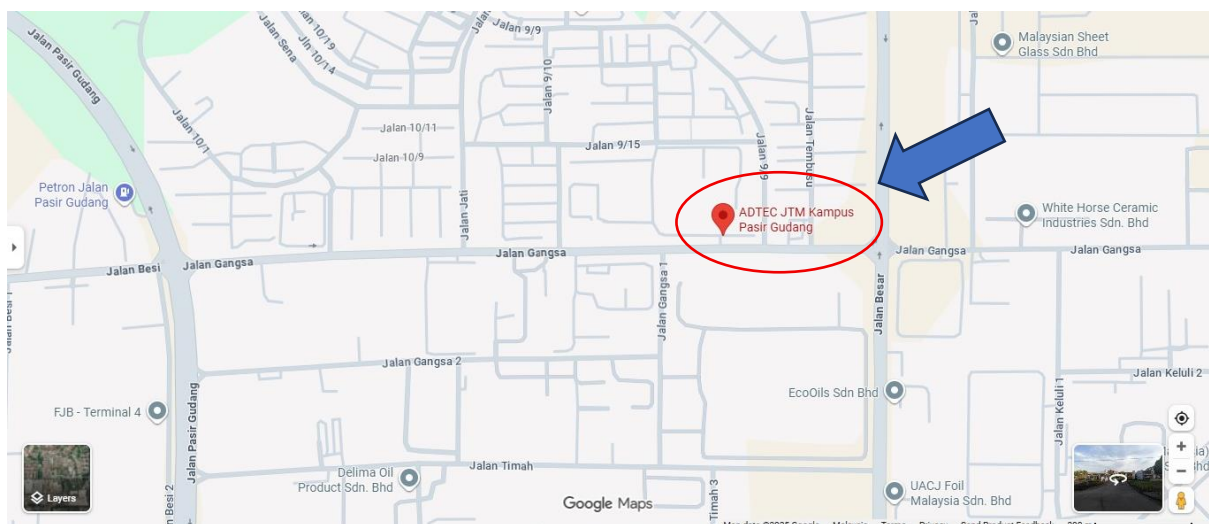 Jalan 9/9
Jalan Pasir Gudang
Jalan Sena
Jalan 10/19
Jln 10/14
Malaysian Sheet
Glass Sdn Bhd
Jalan 9/10
Jalan 10/1
Jalan 10/11
Jalan 10/9
Jalan 9/15
Jalan 9/9
Jalan Tembusu
Petron Jalan
Pasir Gudang
Jalan Jati
ADTEC JTM Kampus
Pasir Gudang
White Horse Ceramic
Industries Sdn. Bhd
Jalan Besi
Jalan Gangsa
Jalan Gangsa
Jalan Gangsa
Jalan Gangsa
Jalan Gangsa 1
Jalan Besar
Jalan Gangsa 2
Jalan Keluli 2
EcoOils Sdn Bhd
Jalan Keluli 1
FJB - Terminal 4
Jalan Pasir Gudang
Delima Oil
Product Sdn. Bhd
Jalan Timah
UACJ Foil
Malaysia Sdn. Bhd
Layers
Besi 2
Timah 3
Google Maps